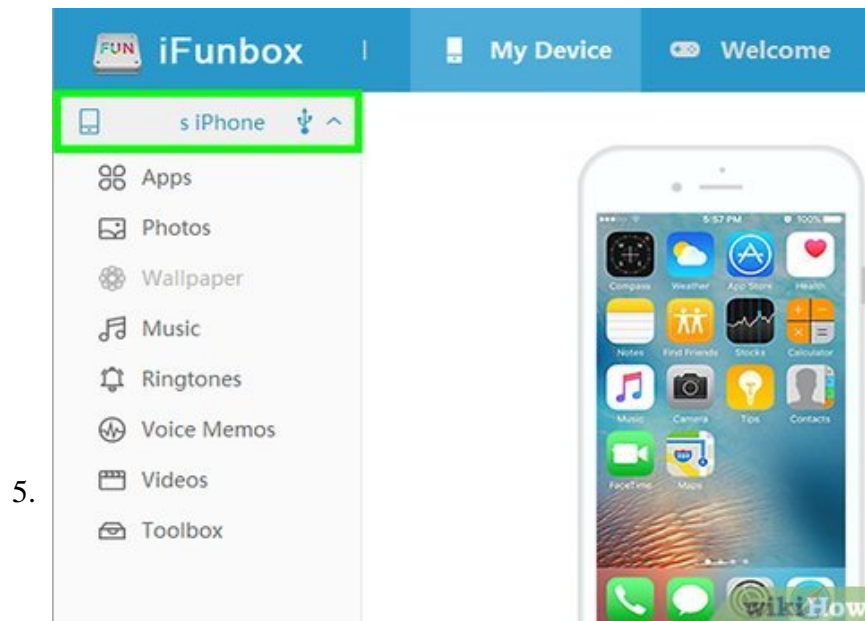 FUN iFunbox | My Device Welcome
s iPhone
Apps
Photos
Wallpaper
Music
Ringtones
Voice Memos
5.
Videos
Toolbox
5:57 PM 100%
Compass Weather App Store Health
Notes Find Friends Stocks Calculator
Music Camera Tips Contacts
FaceTime Maps
wikiHow